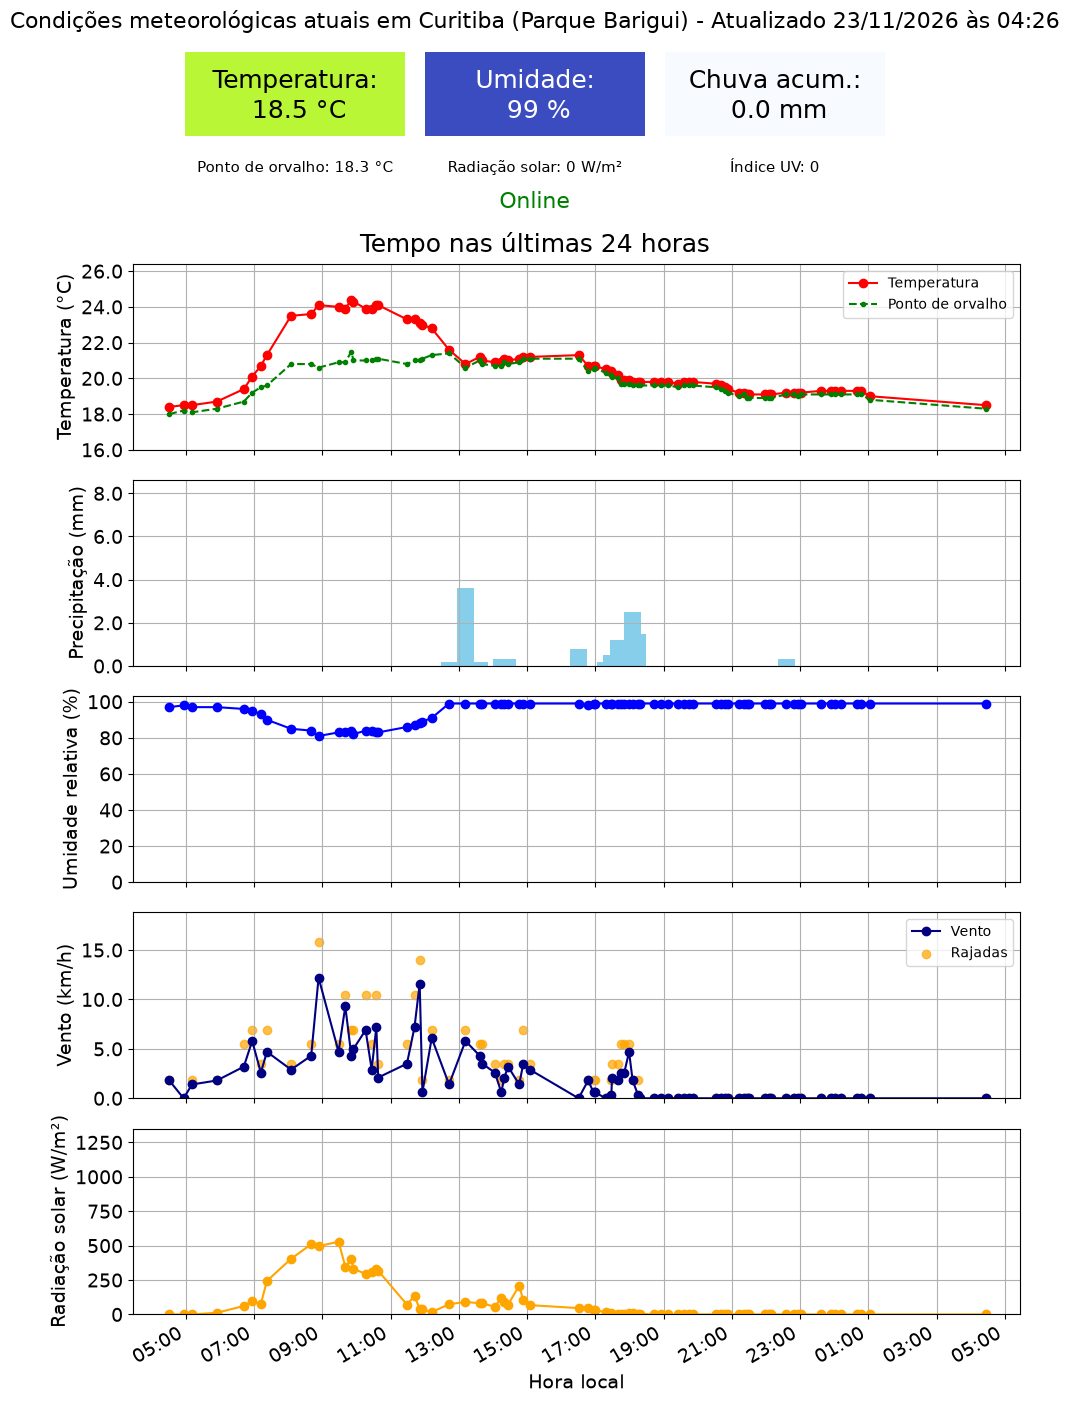 Condições meteorológicas atuais em Curitiba (Parque Barigui) - Atualizado 23/11/2026 às 04:26
Temperatura:
18.5 °C
Umidade:
99 %
Chuva acum.:
0.0 mm
Ponto de orvalho: 18.3 °C
Radiação solar: 0 W/m²
Índice UV: 0
Online
Tempo nas últimas 24 horas
Temperatura (°C)
26.0
24.0
22.0
20.0
18.0
16.0
Temperatura
Ponto de orvalho
Precipitação (mm)
8.0
6.0
4.0
2.0
0.0
Umidade relativa (%)
100
80
60
40
20
0
Vento (km/h)
15.0
10.0
5.0
0.0
Vento
Rajadas
Radiação solar (W/m²)
1250
1000
750
500
250
0
05:00
07:00
09:00
11:00
13:00
15:00
17:00
19:00
21:00
23:00
01:00
03:00
05:00
Hora local